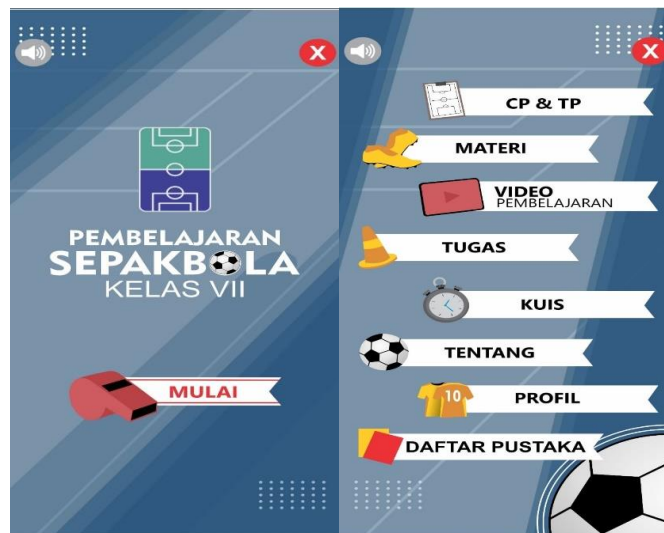 X
PEMBELAJARAN
SEPAKBOLA
KELAS VII
MULAI
X
CP & TP
MATERI
VIDEO
PEMBELAJARAN
TUGAS
KUIS
TENTANG
10
PROFIL
DAFTAR PUSTAKA